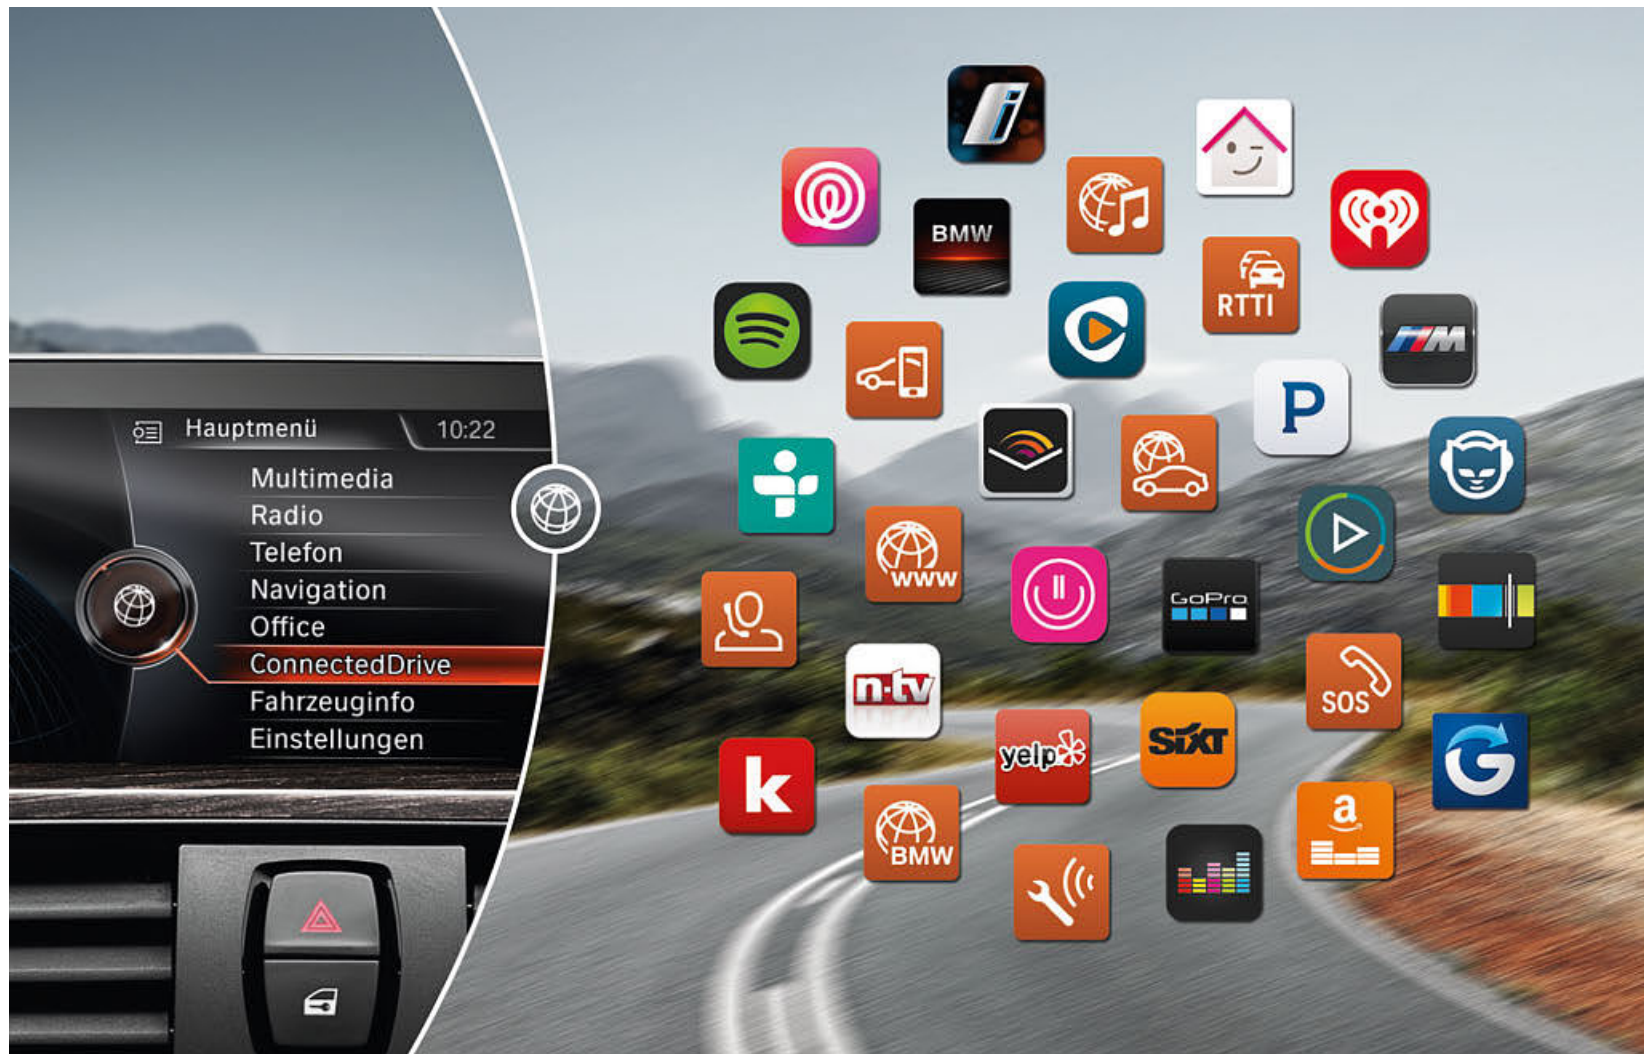 Hauptmenü
10:22
Multimedia
Radio
Telefon
Navigation
Office
ConnectedDrive
Fahrzeuginfo
Einstellungen
i
BMW
RTTI
M
P
www
GoPro
n-tv
SOS
yelp
SIXT
k
BMW
G
a